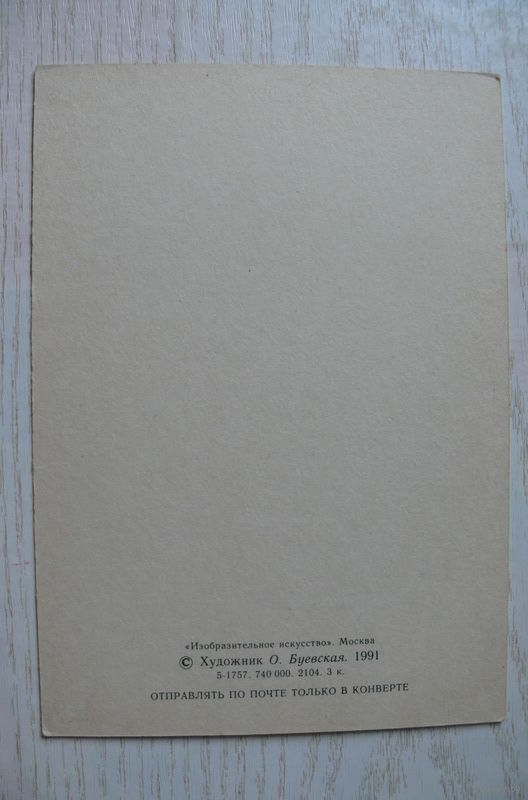 «Изобразительное искусство». Москва
© Художник О. Буевская. 1991
5-1757. 740 000. 2104. 3 к.
ОТПРАВЛЯТЬ ПО ПОЧТЕ ТОЛЬКО В КОНВЕРТЕ